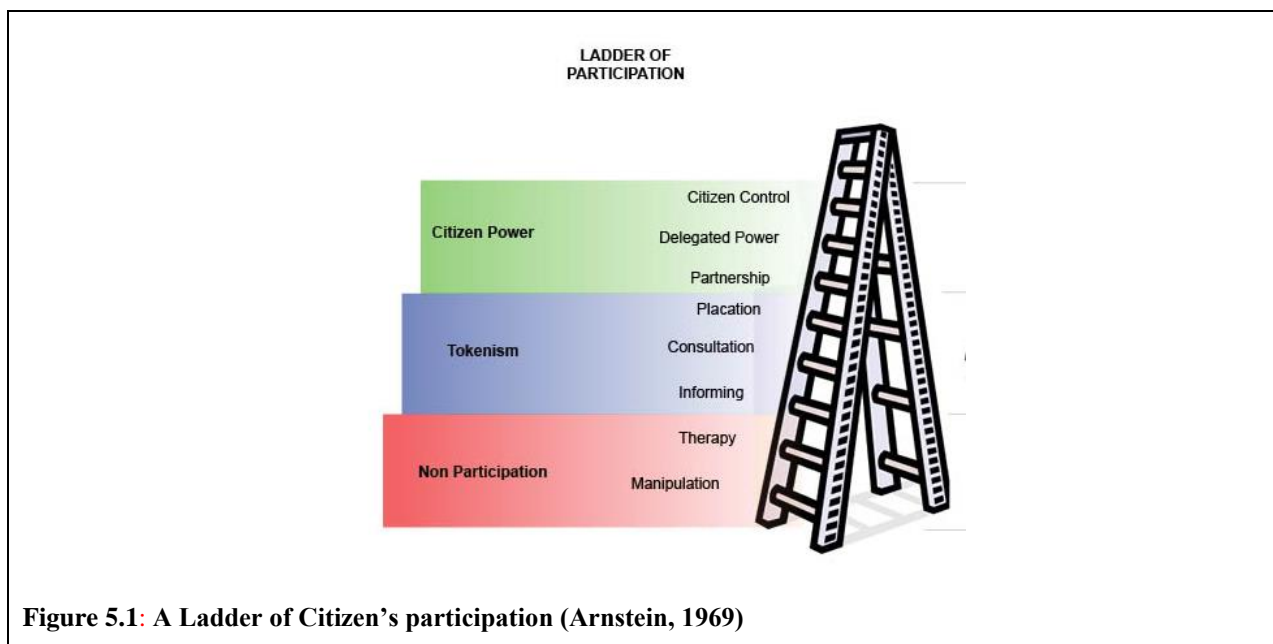 LADDER OF
PARTICIPATION
Citizen Control
Citizen Power
Delegated Power
Partnership
Placation
Consultation
Tokenism
Informing
Therapy
Non Participation
Manipulation
Figure 5.1: A Ladder of Citizen’s participation (Arnstein, 1969)